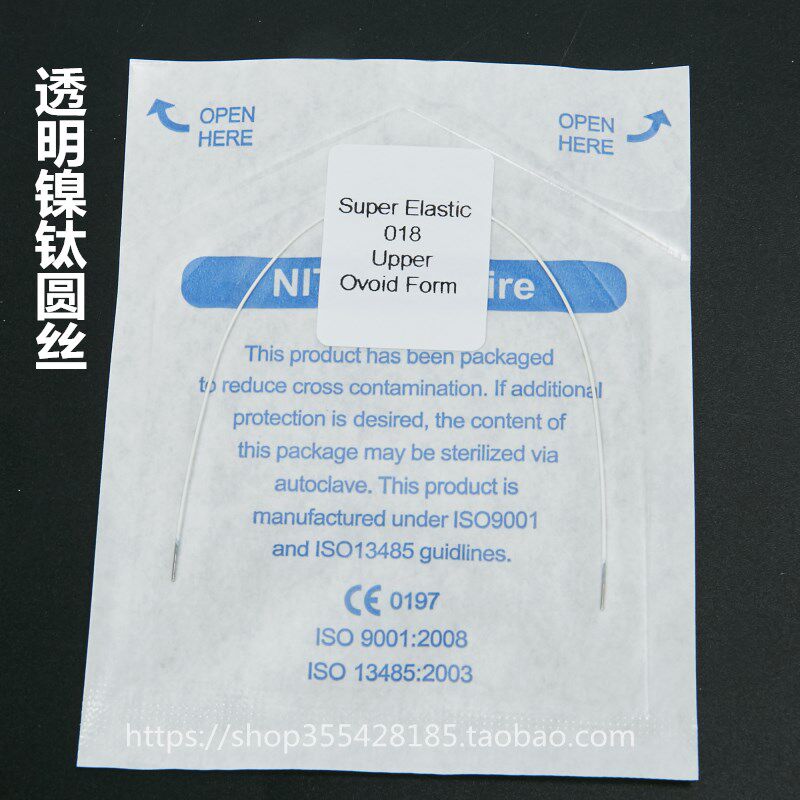 透明镍钛圆丝
OPEN
HERE
OPEN
HERE
Super Elastic
018
Upper
Ovoid Form
This product has been packaged
to reduce cross contamination. If additional
protection is desired, the content of
this package may be sterilized via
autoclave. This product is
manufactured under ISO9001
and ISO13485 guidlines.
CE 0197
ISO 9001:2008
ISO 13485:2003
https://shop355428185.taobao.com